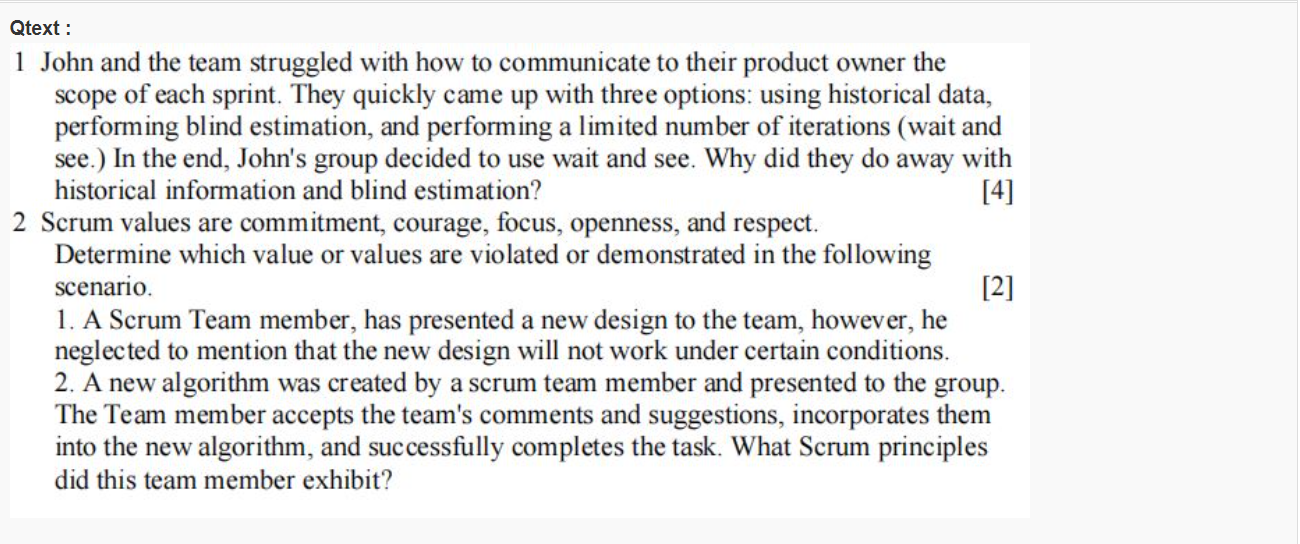 Qtext :
1 John and the team struggled with how to communicate to their product owner the
scope of each sprint. They quickly came up with three options: using historical data,
performing blind estimation, and performing a limited number of iterations (wait and
see.) In the end, John's group decided to use wait and see. Why did they do away with
historical information and blind estimation? [4]
2 Scrum values are commitment, courage, focus, openness, and respect.
Determine which value or values are violated or demonstrated in the following
scenario. [2]
1. A Scrum Team member, has presented a new design to the team, however, he
neglected to mention that the new design will not work under certain conditions.
2. A new algorithm was created by a scrum team member and presented to the group.
The Team member accepts the team's comments and suggestions, incorporates them
into the new algorithm, and successfully completes the task. What Scrum principles
did this team member exhibit?